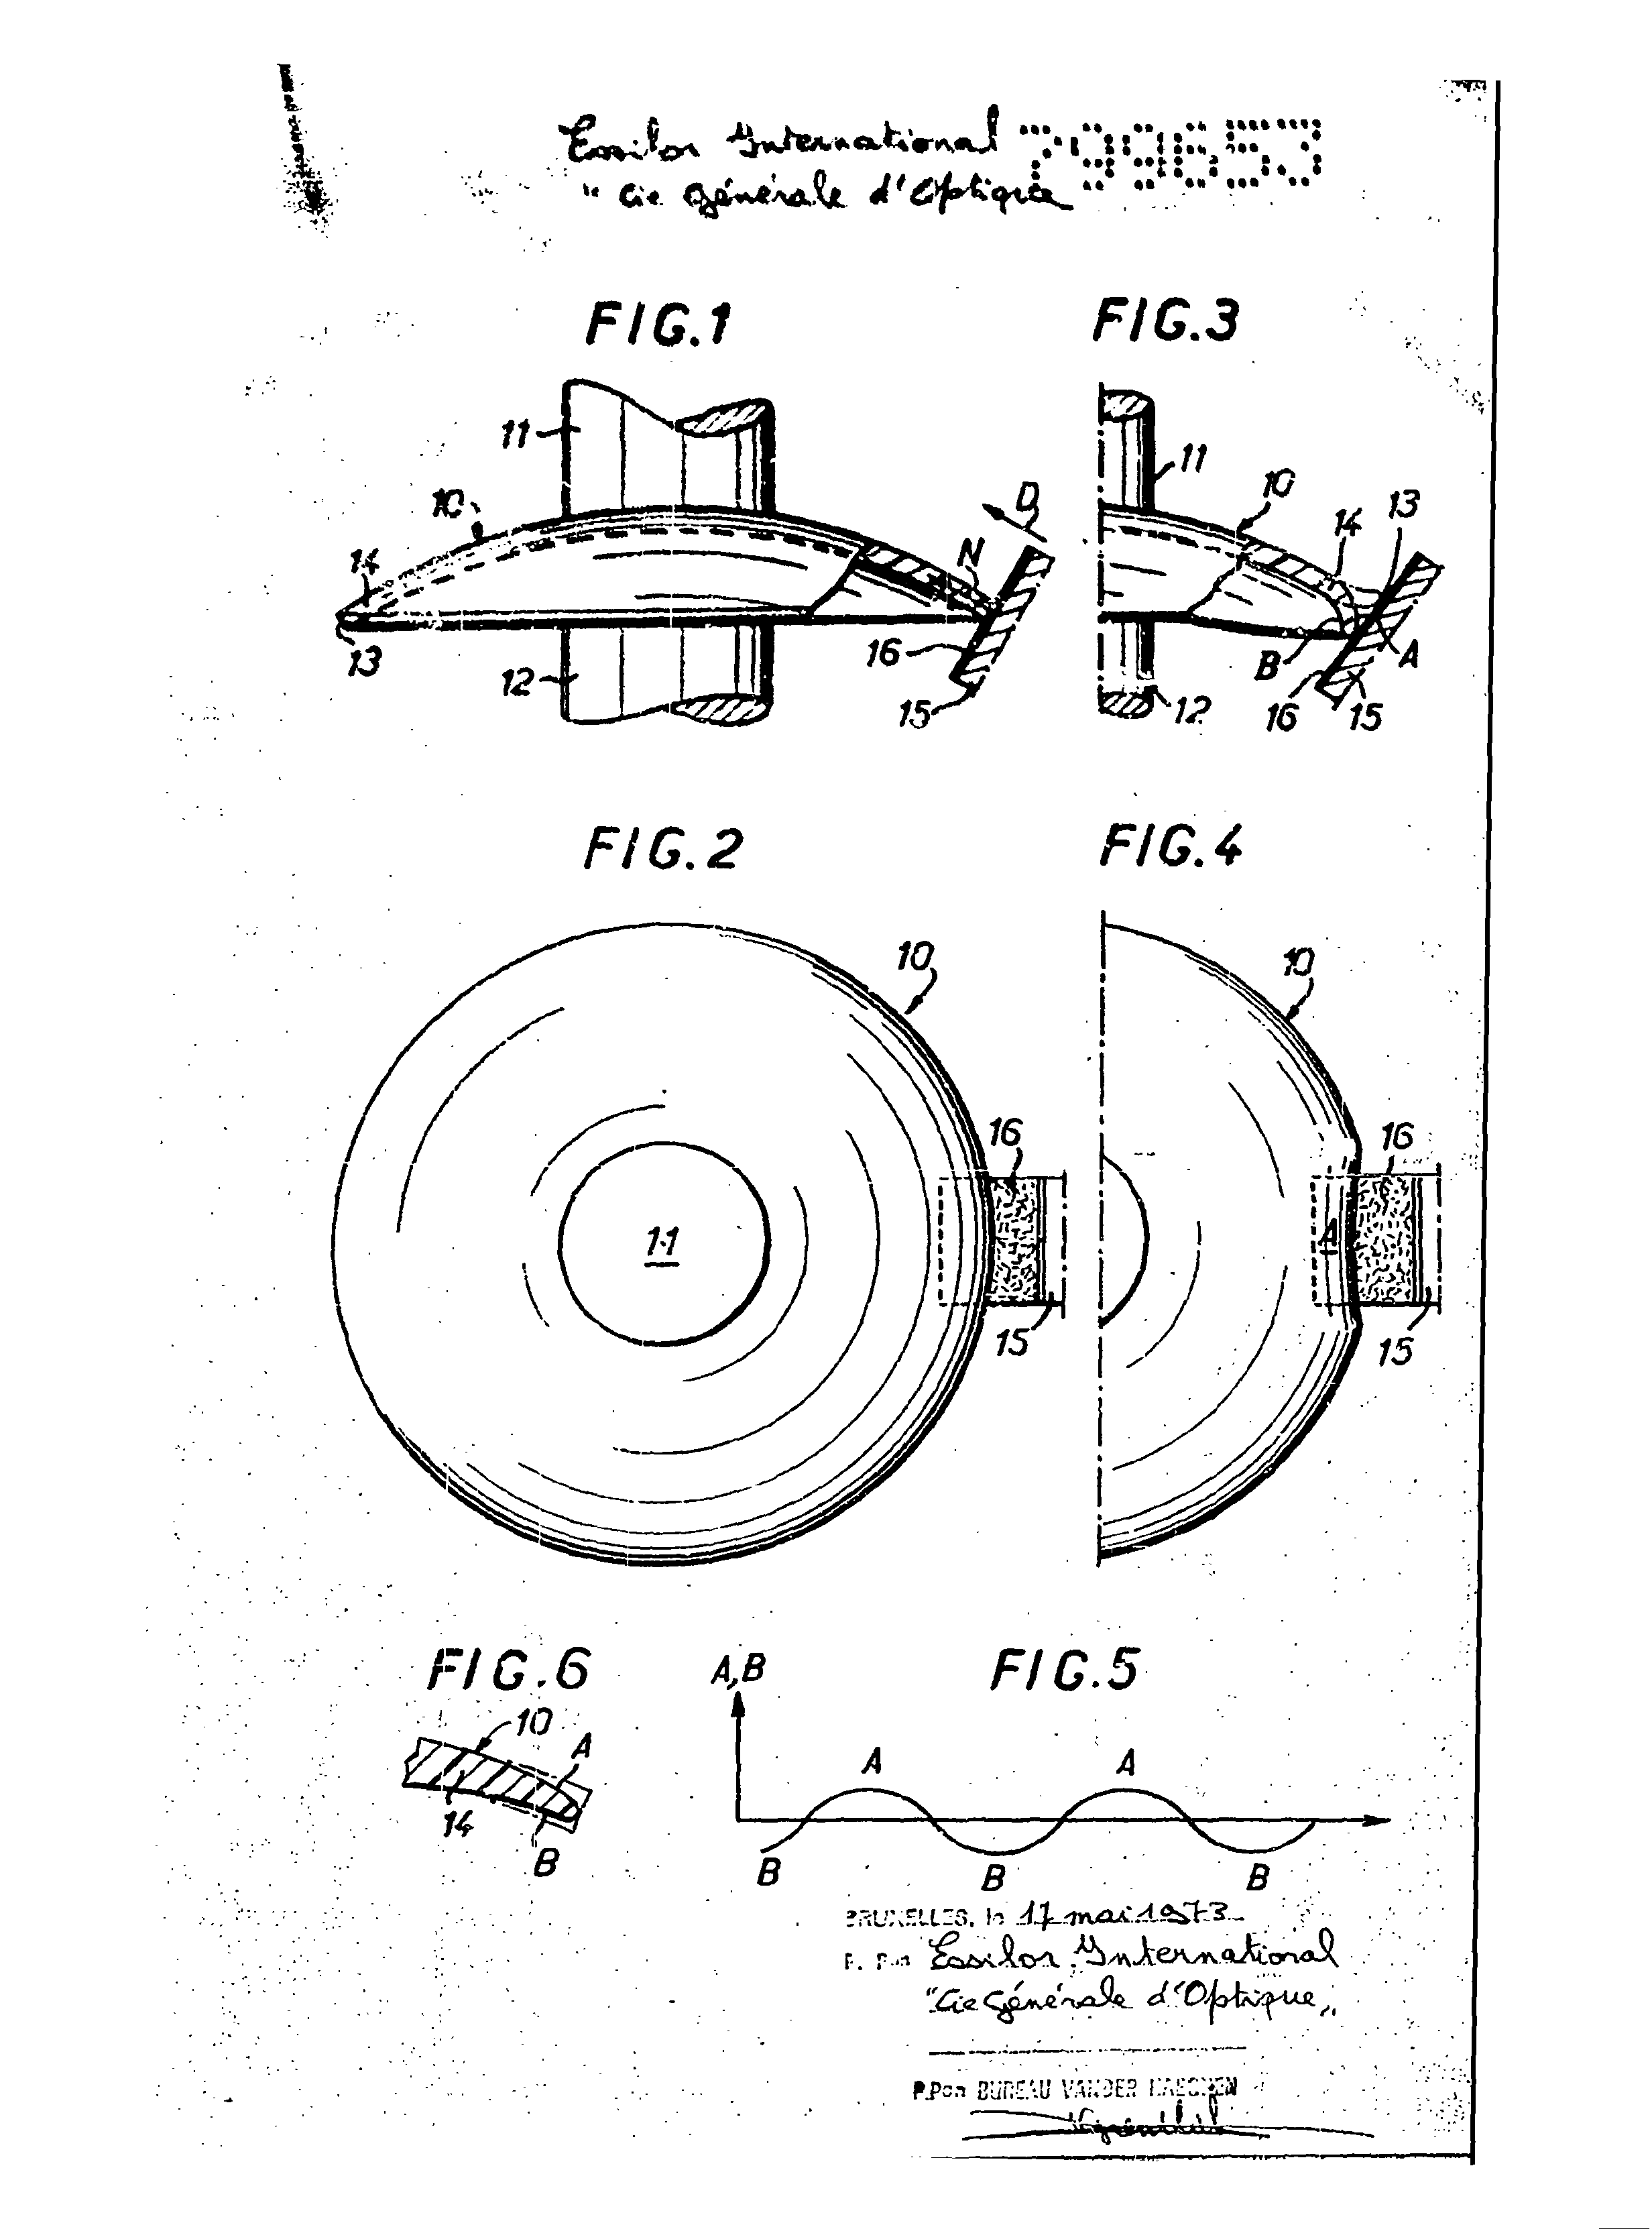 Essilor International 799653
" Cie Générale d'Optique
FIG.1
FIG.3
11
11
10
10
D
13
14
14
N
13
16
B
A
12
12
15
16
15
FIG.2
FIG.4
10
10
16
16
11
A
15
15
FIG.6
A,B
FIG.5
10
A
A
A
14
B
B
B
B
BRUXELLES, le 17 mai 1973
P. Pon Essilor International
"Cie Générale d'Optique"
P.Pon BUREAU VANDER HAEGHEN